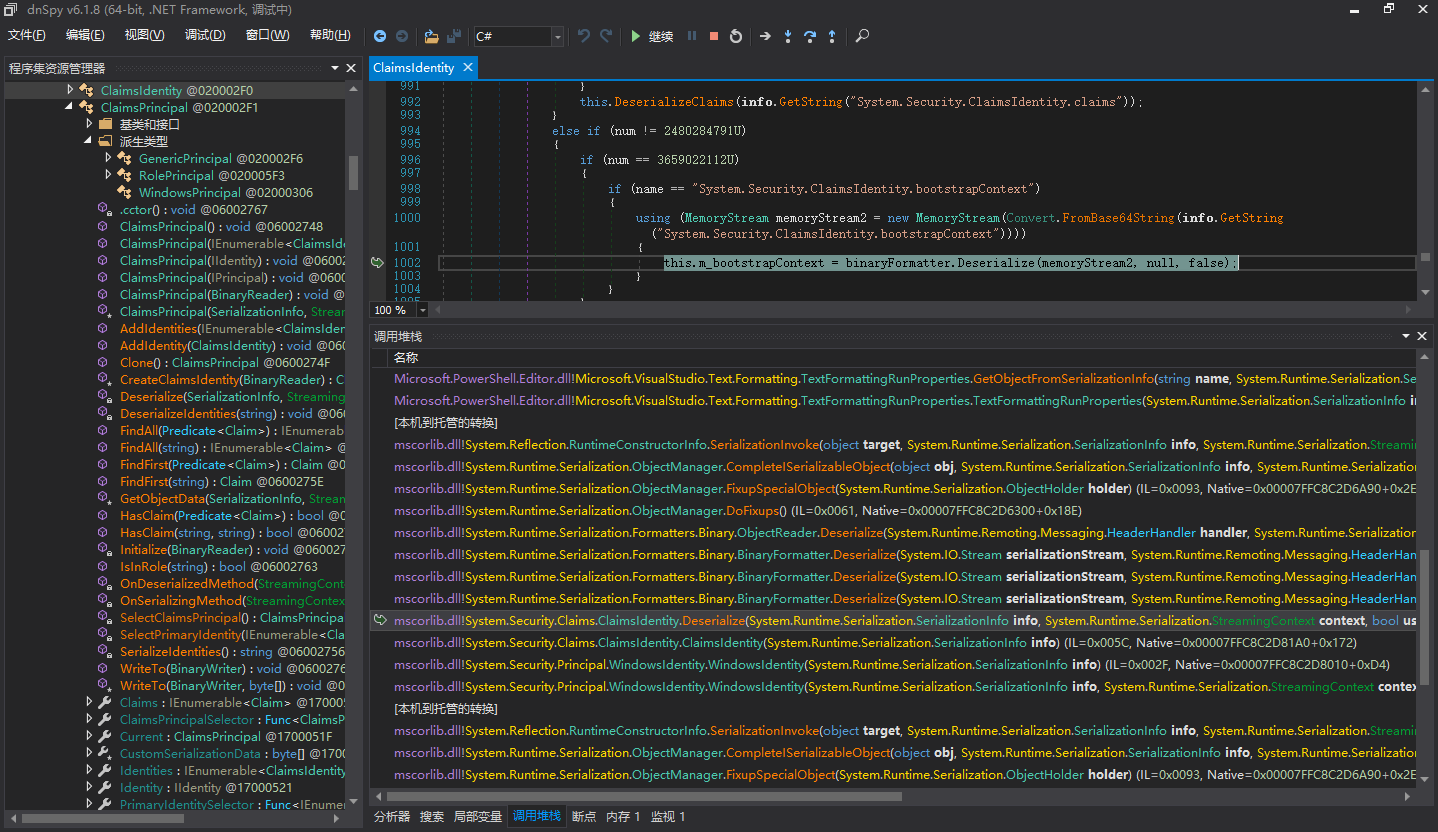 dnSpy v6.1.8 (64-bit, .NET Framework, 调试中)
文件(F) 编辑(E) 视图(V) 调试(D) 窗口(W) 帮助(H) C# 继续
程序集资源管理器
ClaimsIdentity @020002F0
ClaimsPrincipal @020002F1
基类和接口
派生类型
GenericPrincipal @020002F6
RolePrincipal @020005F3
WindowsPrincipal @02000306
.cctor() : void @06002767
ClaimsPrincipal() : void @06002748
ClaimsPrincipal(IEnumerable<ClaimsIde
ClaimsPrincipal(IIdentity) : void @06002
ClaimsPrincipal(IPrincipal) : void @0600
ClaimsPrincipal(BinaryReader) : void @
ClaimsPrincipal(SerializationInfo, Stream
AddIdentities(IEnumerable<ClaimsIden
AddIdentity(ClaimsIdentity) : void @06
Clone() : ClaimsPrincipal @0600274F
CreateClaimsIdentity(BinaryReader) : C
Deserialize(SerializationInfo, Streaming
DeserializeIdentities(string) : void @06
FindAll(Predicate<Claim>) : IEnumerab
FindAll(string) : IEnumerable<Claim> @
FindFirst(Predicate<Claim>) : Claim @0
FindFirst(string) : Claim @0600275E
GetObjectData(SerializationInfo, Stream
HasClaim(Predicate<Claim>) : bool @0
HasClaim(string, string) : bool @06002
Initialize(BinaryReader) : void @060027
IsInRole(string) : bool @06002763
OnDeserializedMethod(StreamingCont
OnSerializingMethod(StreamingContex
SelectClaimsPrincipal() : ClaimsPrincipal
SelectPrimaryIdentity(IEnumerable<Cla
SerializeIdentities() : string @06002756
WriteTo(BinaryWriter) : void @0600276
WriteTo(BinaryWriter, byte[]) : void @0
Claims : IEnumerable<Claim> @170005
ClaimsPrincipalSelector : Func<ClaimsP
Current : ClaimsPrincipal @1700051F
CustomSerializationData : byte[] @1700
Identities : IEnumerable<ClaimsIdentity
Identity : IIdentity @17000521
PrimaryIdentitySelector : Func<IEnumer
ClaimsIdentity
991 }
992 this.DeserializeClaims(info.GetString("System.Security.ClaimsIdentity.claims"));
993 }
994 else if (num != 2480284791U)
995 {
996 if (num == 3659022112U)
997 {
998 if (name == "System.Security.ClaimsIdentity.bootstrapContext")
999 {
1000 using (MemoryStream memoryStream2 = new MemoryStream(Convert.FromBase64String(info.GetString
("System.Security.ClaimsIdentity.bootstrapContext"))))
1001 {
1002 this.m_bootstrapContext = binaryFormatter.Deserialize(memoryStream2, null, false);
1003 }
1004 }
1005 }
100 %
调用堆栈
名称
Microsoft.PowerShell.Editor.dll!Microsoft.VisualStudio.Text.Formatting.TextFormattingRunProperties.GetObjectFromSerializationInfo(string name, System.Runtime.Serialization.Se
Microsoft.PowerShell.Editor.dll!Microsoft.VisualStudio.Text.Formatting.TextFormattingRunProperties.TextFormattingRunProperties(System.Runtime.Serialization.SerializationInfo i
[本机到托管的转换]
mscorlib.dll!System.Reflection.RuntimeConstructorInfo.SerializationInvoke(object target, System.Runtime.Serialization.SerializationInfo info, System.Runtime.Serialization.Streamin
mscorlib.dll!System.Runtime.Serialization.ObjectManager.CompleteISerializableObject(object obj, System.Runtime.Serialization.SerializationInfo info, System.Runtime.Serialization
mscorlib.dll!System.Runtime.Serialization.ObjectManager.FixupSpecialObject(System.Runtime.Serialization.ObjectHolder holder) (IL=0x0093, Native=0x00007FFC8C2D6A90+0x2E
mscorlib.dll!System.Runtime.Serialization.ObjectManager.DoFixups() (IL=0x0061, Native=0x00007FFC8C2D6300+0x18E)
mscorlib.dll!System.Runtime.Serialization.Formatters.Binary.ObjectReader.Deserialize(System.Runtime.Remoting.Messaging.HeaderHandler handler, System.Runtime.Serialization
mscorlib.dll!System.Runtime.Serialization.Formatters.Binary.BinaryFormatter.Deserialize(System.IO.Stream serializationStream, System.Runtime.Remoting.Messaging.HeaderHan
mscorlib.dll!System.Runtime.Serialization.Formatters.Binary.BinaryFormatter.Deserialize(System.IO.Stream serializationStream, System.Runtime.Remoting.Messaging.HeaderHan
mscorlib.dll!System.Runtime.Serialization.Formatters.Binary.BinaryFormatter.Deserialize(System.IO.Stream serializationStream, System.Runtime.Remoting.Messaging.HeaderHan
mscorlib.dll!System.Security.Claims.ClaimsIdentity.Deserialize(System.Runtime.Serialization.SerializationInfo info, System.Runtime.Serialization.StreamingContext context, bool us
mscorlib.dll!System.Security.Claims.ClaimsIdentity.ClaimsIdentity(System.Runtime.Serialization.SerializationInfo info) (IL=0x005C, Native=0x00007FFC8C2D81A0+0x172)
mscorlib.dll!System.Security.Principal.WindowsIdentity.WindowsIdentity(System.Runtime.Serialization.SerializationInfo info) (IL=0x002F, Native=0x00007FFC8C2D8010+0xD4)
mscorlib.dll!System.Security.Principal.WindowsIdentity.WindowsIdentity(System.Runtime.Serialization.SerializationInfo info, System.Runtime.Serialization.StreamingContext contex
[本机到托管的转换]
mscorlib.dll!System.Reflection.RuntimeConstructorInfo.SerializationInvoke(object target, System.Runtime.Serialization.SerializationInfo info, System.Runtime.Serialization.Streamin
mscorlib.dll!System.Runtime.Serialization.ObjectManager.CompleteISerializableObject(object obj, System.Runtime.Serialization.SerializationInfo info, System.Runtime.Serialization
mscorlib.dll!System.Runtime.Serialization.ObjectManager.FixupSpecialObject(System.Runtime.Serialization.ObjectHolder holder) (IL=0x0093, Native=0x00007FFC8C2D6A90+0x2E
分析器 搜索 局部变量 调用堆栈 断点 内存 1 监视 1